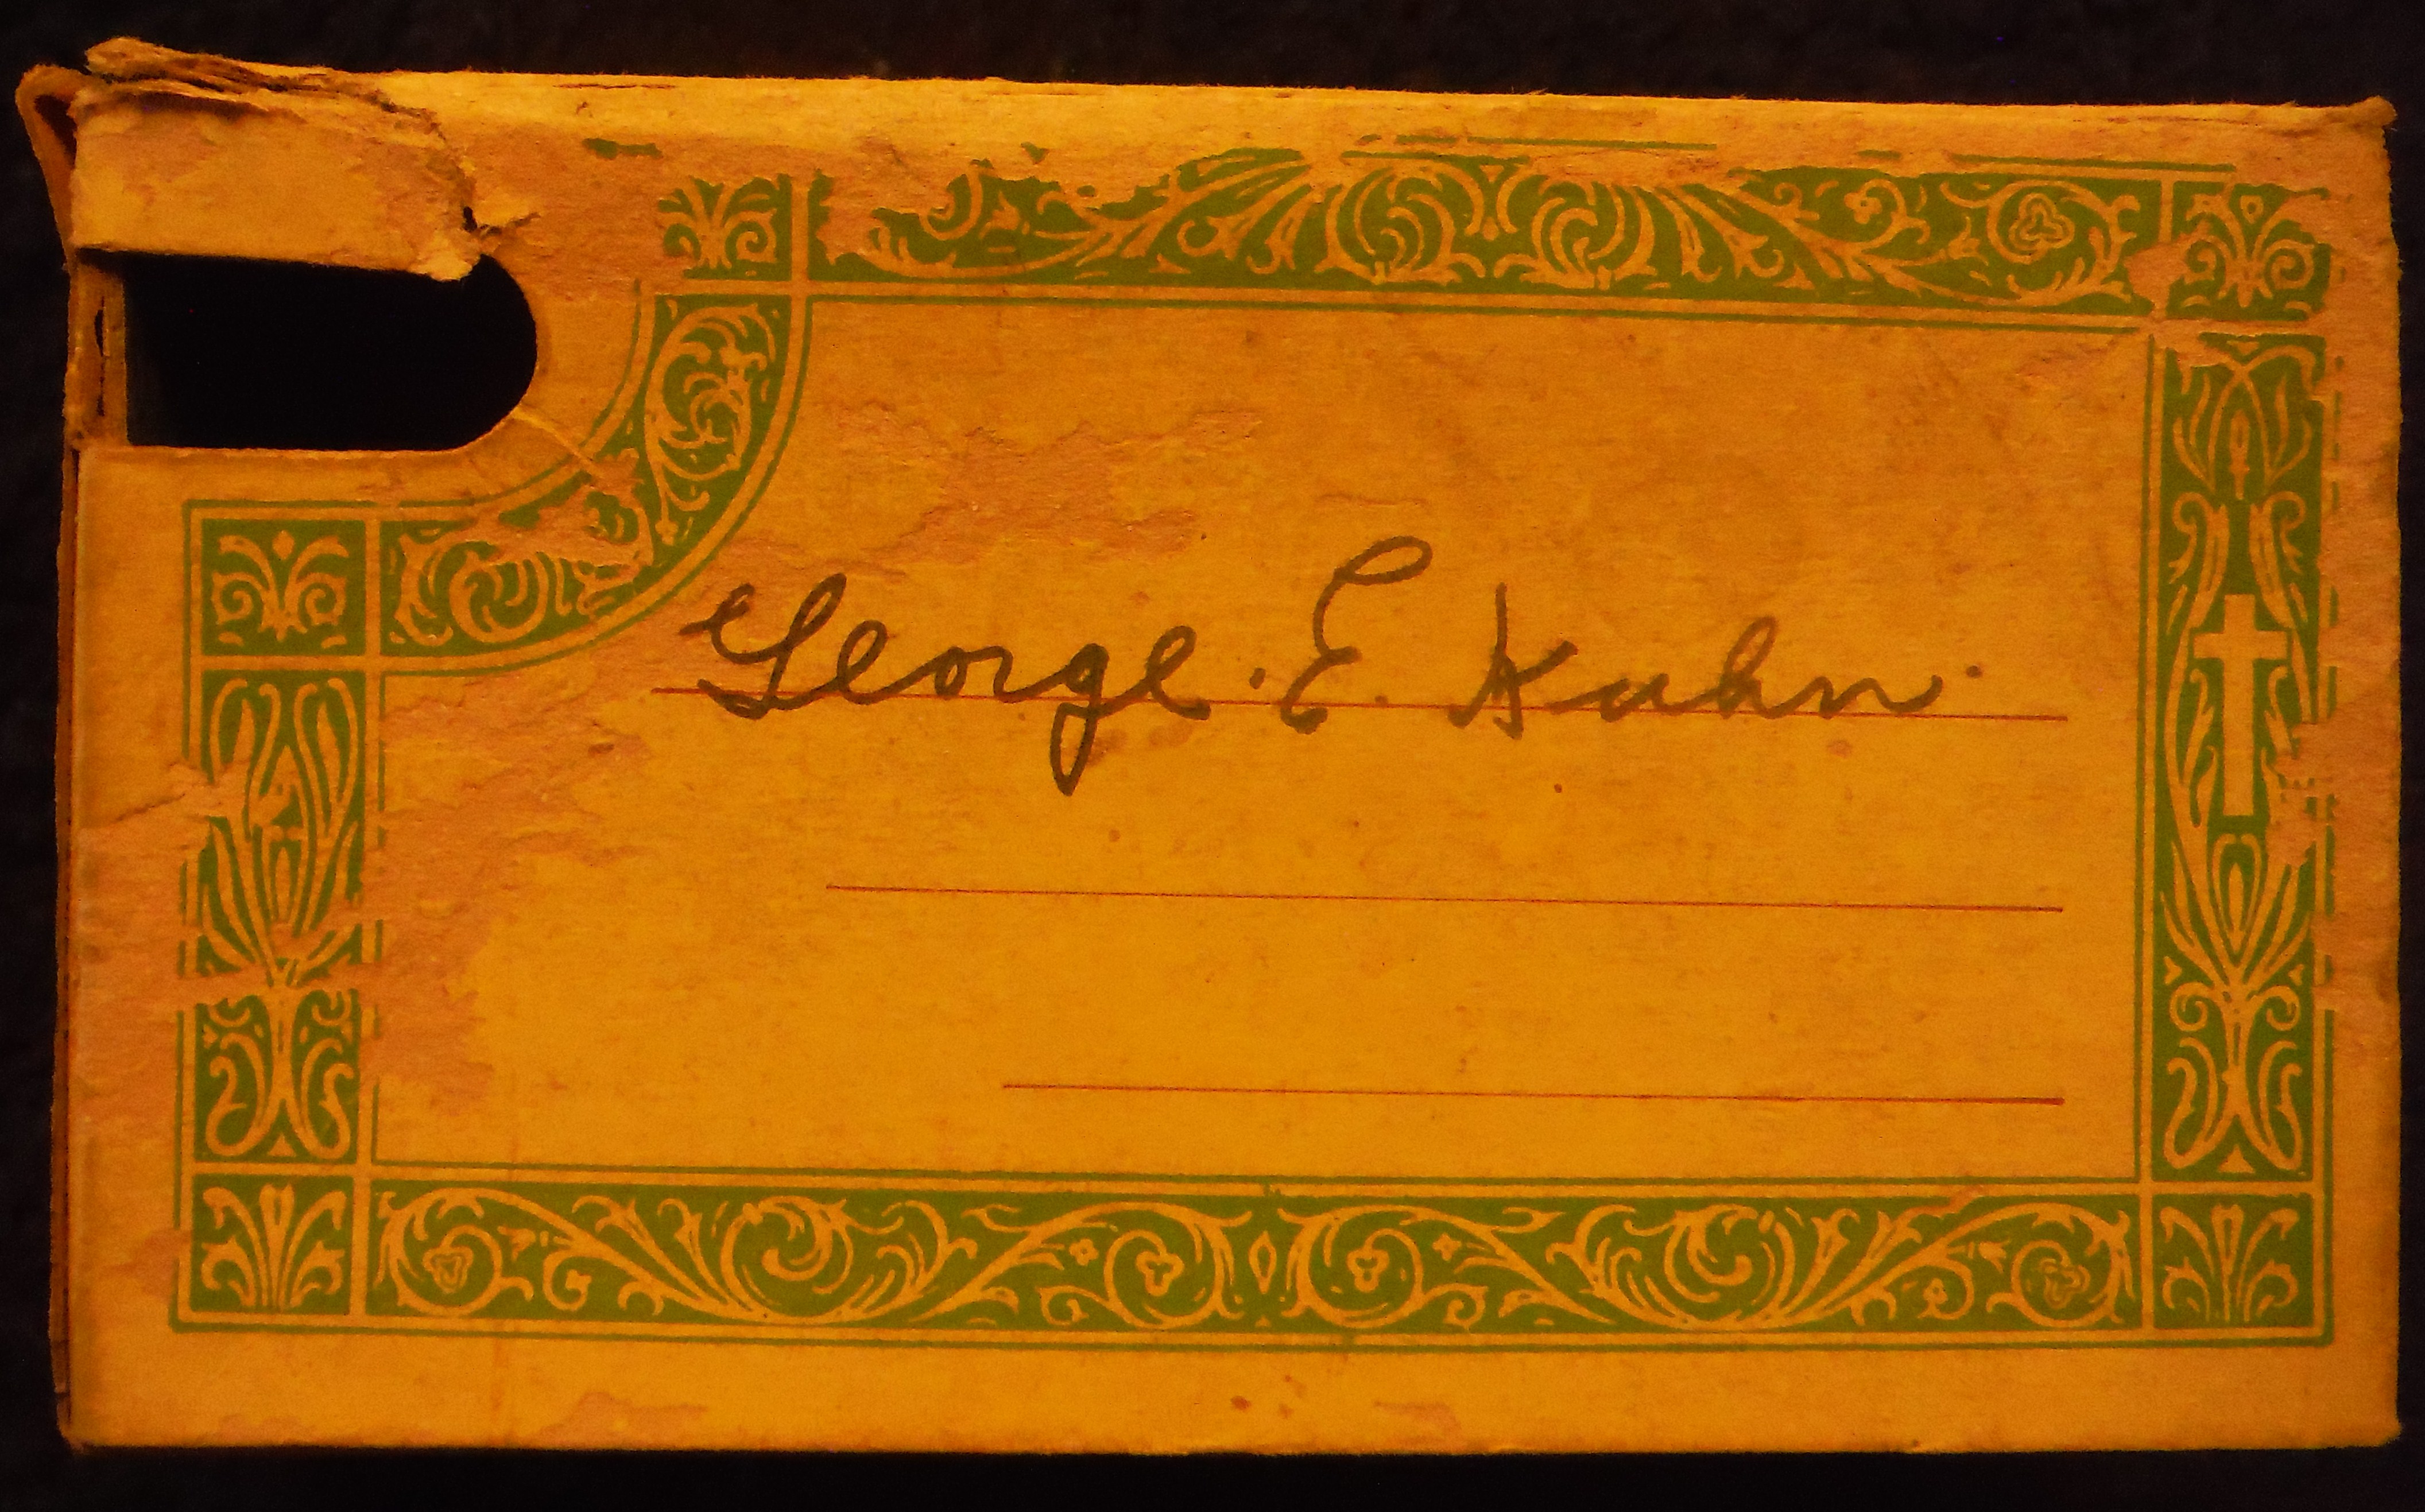 George. E. Kuhn.